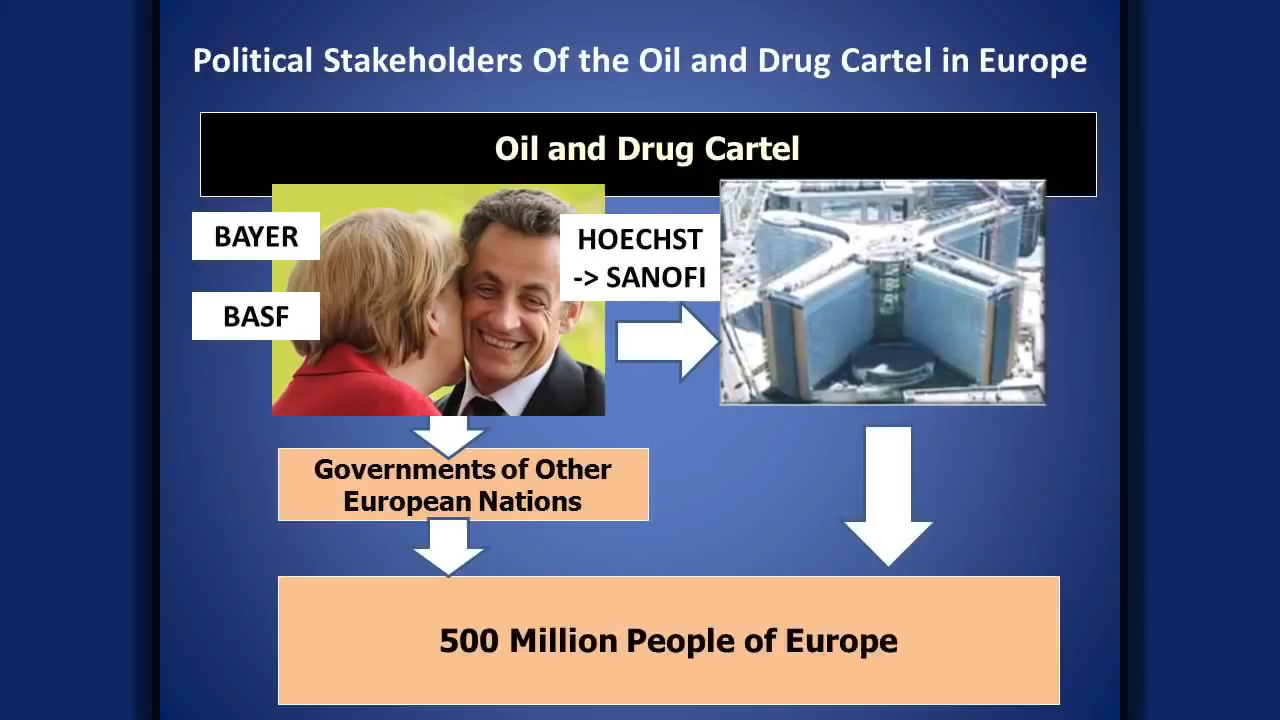 Political Stakeholders Of the Oil and Drug Cartel in Europe
Oil and Drug Cartel
BAYER
BASF
HOECHST
-> SANOFI
Governments of Other
European Nations
500 Million People of Europe